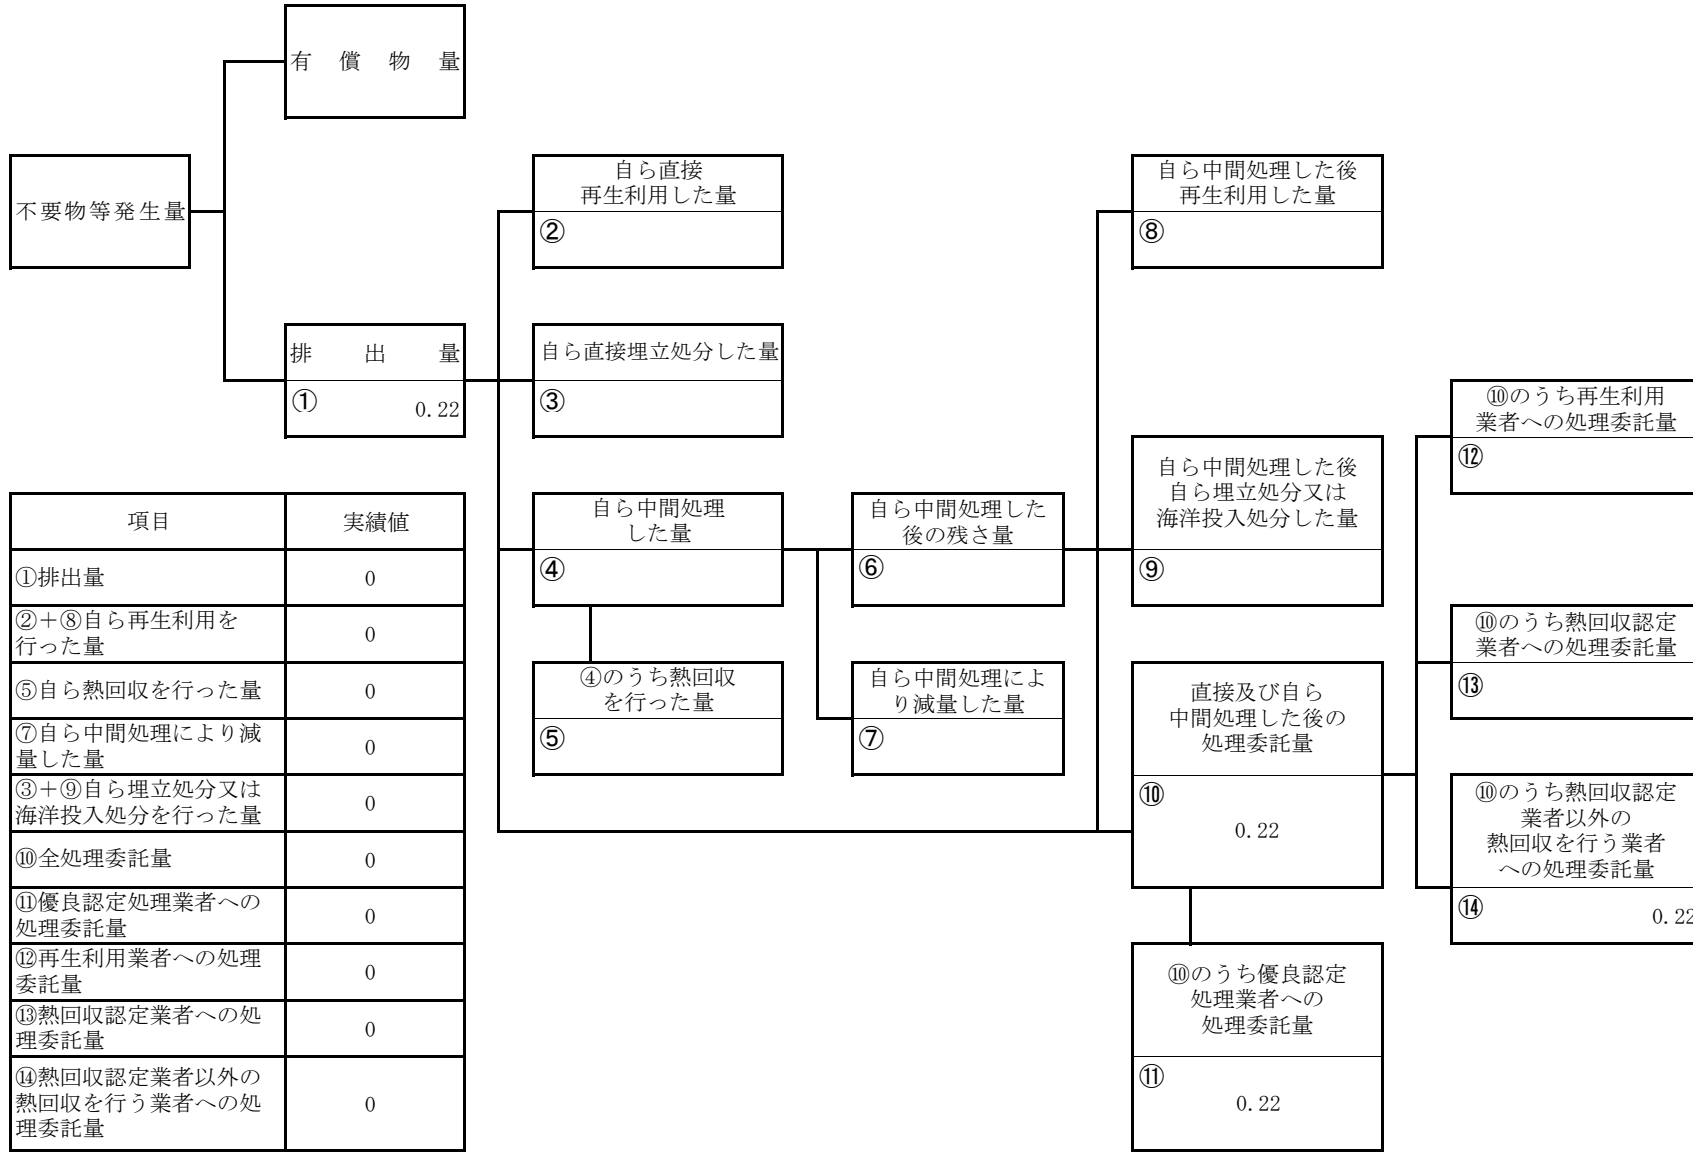 有償物量
不要物等発生量
排出量
①
0.22
自ら直接
再生利用した量
②
自ら直接埋立処分した量
③
自ら中間処理
した量
④
④のうち熱回収
を行った量
⑤
自ら中間処理した
後の残さ量
⑥
自ら中間処理によ
り減量した量
⑦
自ら中間処理した後
再生利用した量
⑧
自ら中間処理した後
自ら埋立処分又は
海洋投入処分した量
⑨
直接及び自ら
中間処理した後の
処理委託量
⑩
0.22
⑩のうち優良認定
処理業者への
処理委託量
⑪
0.22
⑩のうち再生利用
業者への処理委託量
⑫
⑩のうち熱回収認定
業者への処理委託量
⑬
⑩のうち熱回収認定
業者以外の
熱回収を行う業者
への処理委託量
⑭
0.22
項目 実績値
①排出量 0
②+⑧自ら再生利用を
行った量 0
⑤自ら熱回収を行った量 0
⑦自ら中間処理により減
量した量 0
③+⑨自ら埋立処分又は
海洋投入処分を行った量 0
⑩全処理委託量 0
⑪優良認定処理業者への
処理委託量 0
⑫再生利用業者への処理
委託量 0
⑬熱回収認定業者への処
理委託量 0
⑭熱回収認定業者以外の
熱回収を行う業者への処
理委託量 0